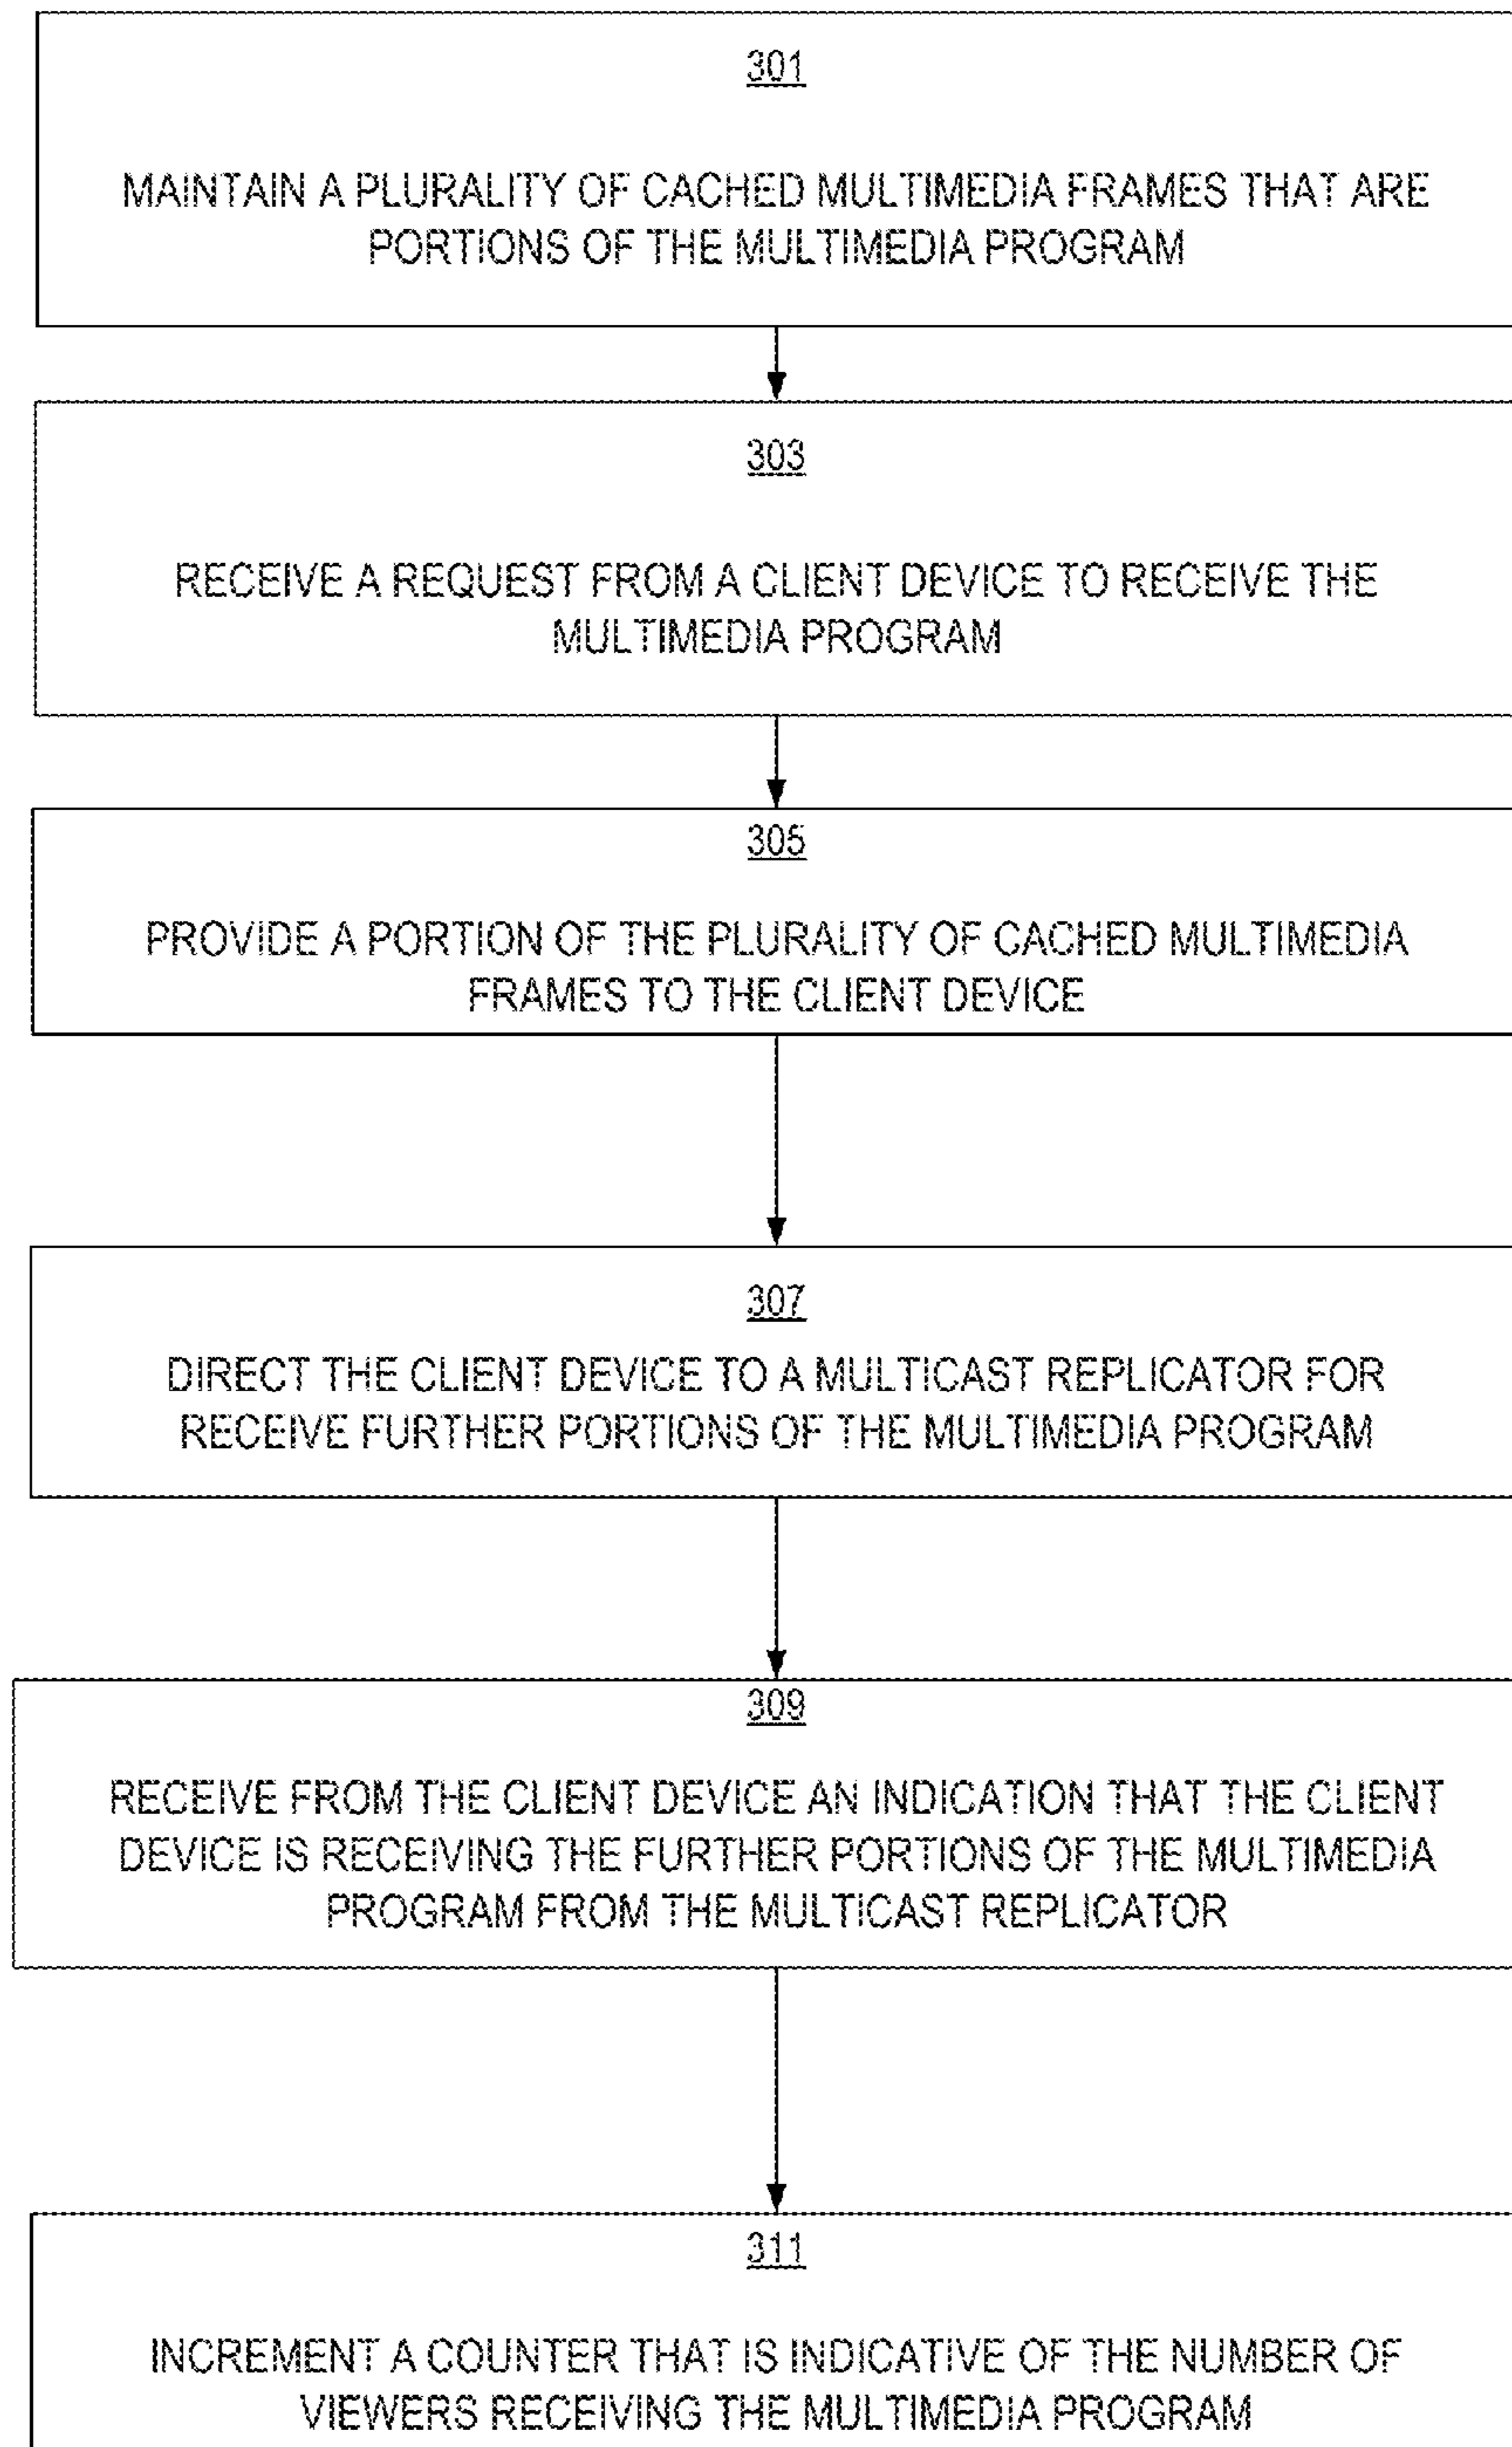 301
MAINTAIN A PLURALITY OF CACHED MULTIMEDIA FRAMES THAT ARE
PORTIONS OF THE MULTIMEDIA PROGRAM
303
RECEIVE A REQUEST FROM A CLIENT DEVICE TO RECEIVE THE
MULTIMEDIA PROGRAM
305
PROVIDE A PORTION OF THE PLURALITY OF CACHED MULTIMEDIA
FRAMES TO THE CLIENT DEVICE
307
DIRECT THE CLIENT DEVICE TO A MULTICAST REPLICATOR FOR
RECEIVE FURTHER PORTIONS OF THE MULTIMEDIA PROGRAM
309
RECEIVE FROM THE CLIENT DEVICE AN INDICATION THAT THE CLIENT
DEVICE IS RECEIVING THE FURTHER PORTIONS OF THE MULTIMEDIA
PROGRAM FROM THE MULTICAST REPLICATOR
311
INCREMENT A COUNTER THAT IS INDICATIVE OF THE NUMBER OF
VIEWERS RECEIVING THE MULTIMEDIA PROGRAM